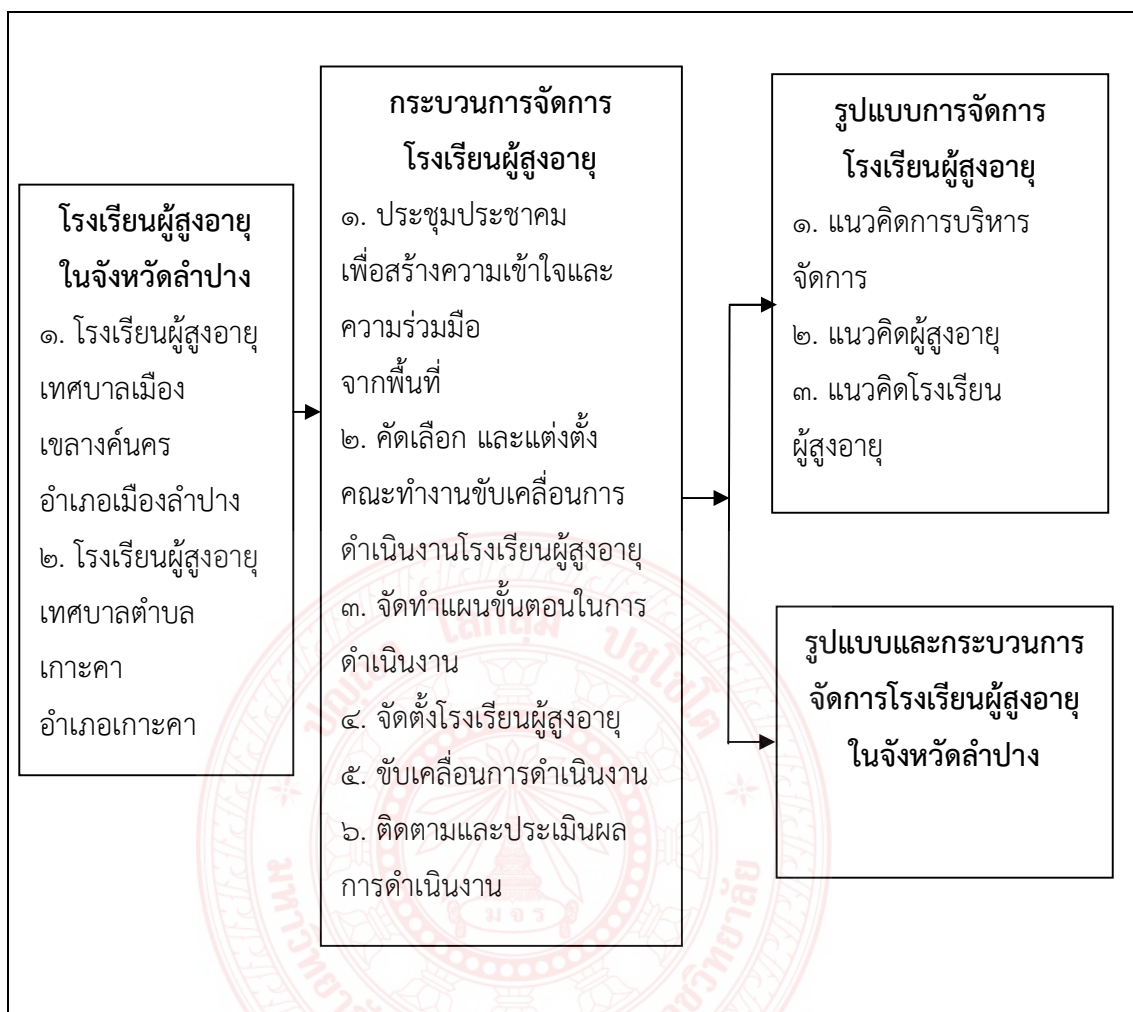 โรงเรียนผู้สูงอายุ
ในจังหวัดลำปาง
๑. โรงเรียนผู้สูงอายุ
เทศบาลเมือง
เขลางค์นคร
อำเภอเมืองลำปาง
๒. โรงเรียนผู้สูงอายุ
เทศบาลตำบล
เกาะคา
อำเภอเกาะคา
กระบวนการจัดการ
โรงเรียนผู้สูงอายุ
๑. ประชุมประชาคม
เพื่อสร้างความเข้าใจและ
ความร่วมมือ
จากพื้นที่
๒. คัดเลือก และแต่งตั้ง
คณะทำงานขับเคลื่อนการ
ดำเนินงานโรงเรียนผู้สูงอายุ
๓. จัดทำแผนขั้นตอนในการ
ดำเนินงาน
๔. จัดตั้งโรงเรียนผู้สูงอายุ
๕. ขับเคลื่อนการดำเนินงาน
๖. ติดตามและประเมินผล
การดำเนินงาน
รูปแบบการจัดการ
โรงเรียนผู้สูงอายุ
๑. แนวคิดการบริหาร
จัดการ
๒. แนวคิดผู้สูงอายุ
๓. แนวคิดโรงเรียน
ผู้สูงอายุ
รูปแบบและกระบวนการ
จัดการโรงเรียนผู้สูงอายุ
ในจังหวัดลำปาง
มจร